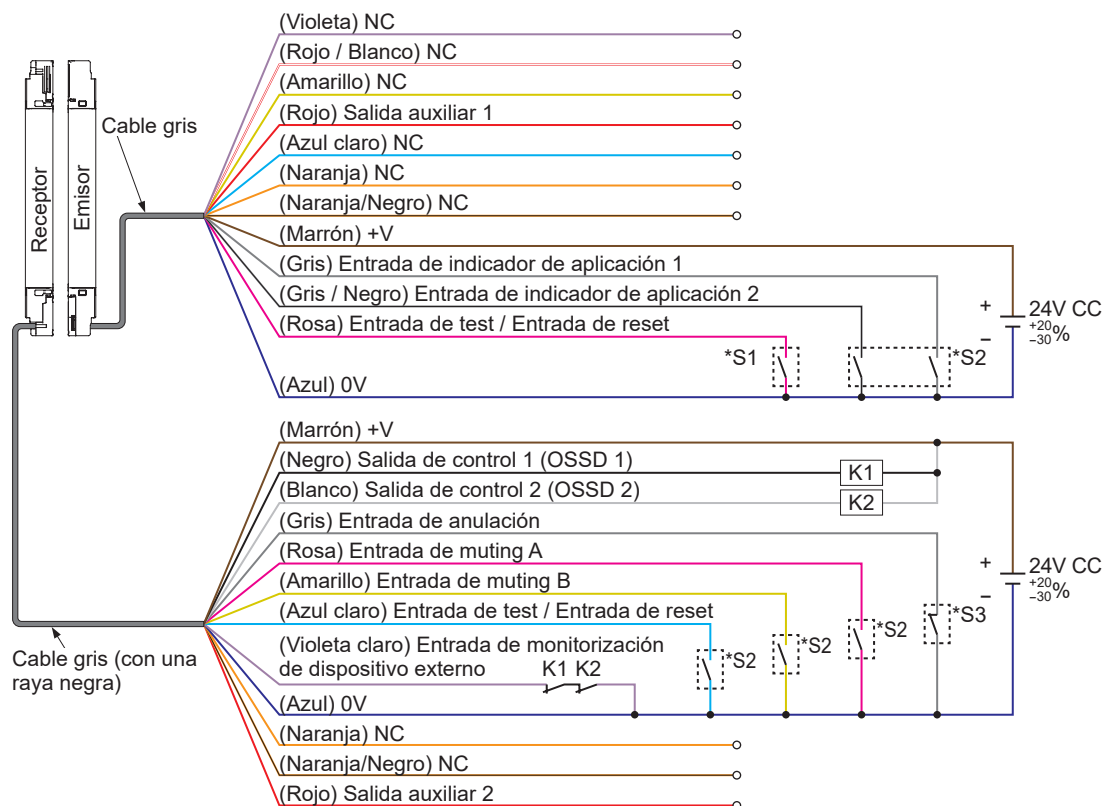 (Violeta) NC
(Rojo / Blanco) NC
(Amarillo) NC
(Rojo) Salida auxiliar 1
(Azul claro) NC
(Naranja) NC
(Naranja/Negro) NC
(Marrón) +V
(Gris) Entrada de indicador de aplicación 1
(Gris / Negro) Entrada de indicador de aplicación 2
(Rosa) Entrada de test / Entrada de reset
(Azul) 0V
Cable gris
Receptor
Emisor
*S1
*S2
+
24V CC
+20
−30 %
−
(Marrón) +V
(Negro) Salida de control 1 (OSSD 1)
K1
(Blanco) Salida de control 2 (OSSD 2)
K2
(Gris) Entrada de anulación
(Rosa) Entrada de muting A
(Amarillo) Entrada de muting B
(Azul claro) Entrada de test / Entrada de reset
(Violeta claro) Entrada de monitorización
de dispositivo externo
K1 K2
*S2
*S2
*S2
*S3
+
24V CC
+20
−30 %
−
(Azul) 0V
(Naranja) NC
(Naranja/Negro) NC
(Rojo) Salida auxiliar 2
Cable gris (con una
raya negra)